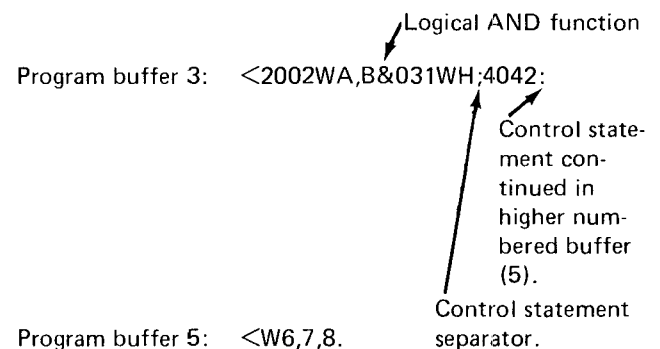 Logical AND function
Program buffer 3: <2002WA,B&031WH;4042:
Control state-
ment con-
tinued in
higher num-
bered buffer
(5).
Control statement
separator.
Program buffer 5: <W6,7,8.